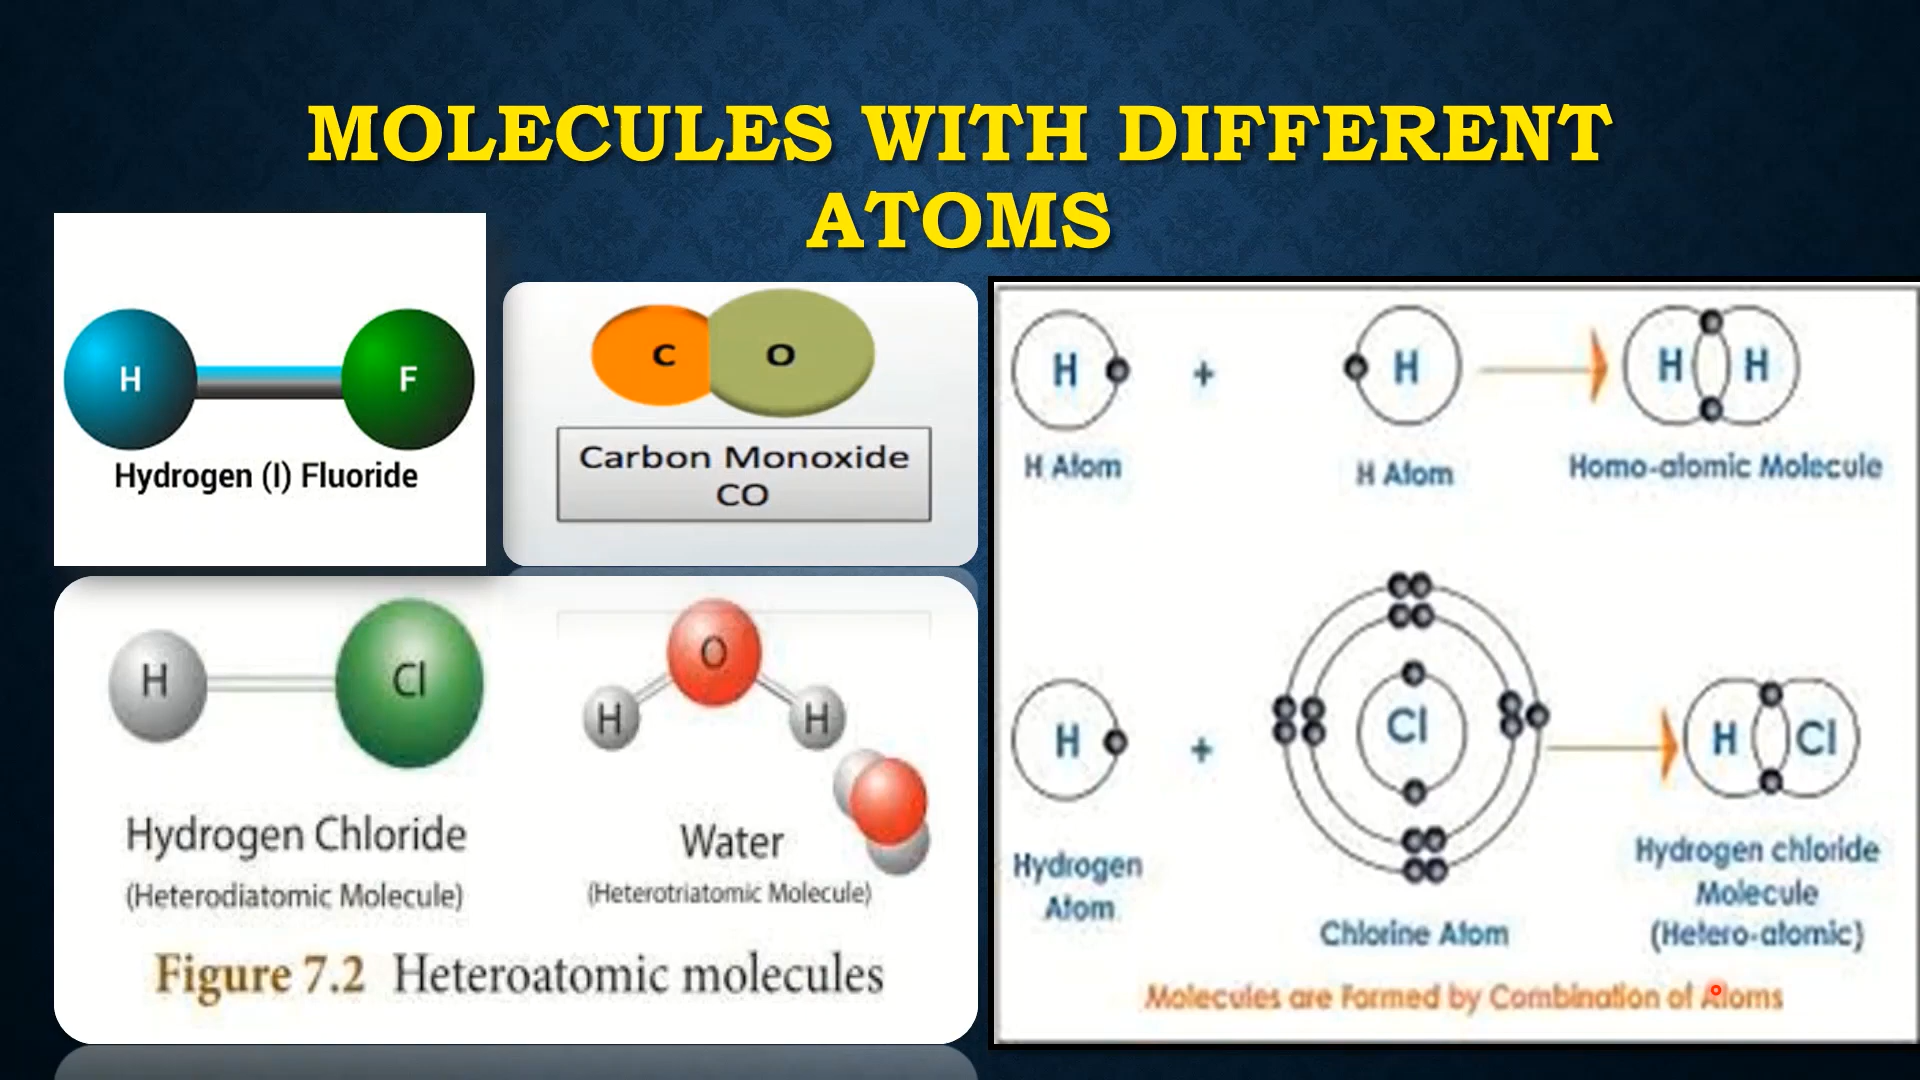 MOLECULES WITH DIFFERENT
ATOMS
H
F
Hydrogen (I) Fluoride
C
O
Carbon Monoxide
CO
H
Cl
O
H
H
Hydrogen Chloride
(Heterodiatomic Molecule)
Water
(Heterotriatomic Molecule)
Figure 7.2 Heteroatomic molecules
H
+
H
H H
H Atom
H Atom
Homo-atomic Molecule
H
+
Cl
H Cl
Hydrogen
Atom
Chlorine Atom
Hydrogen chloride
Molecule
(Hetero-atomic)
Molecules are Formed by Combination of Atoms